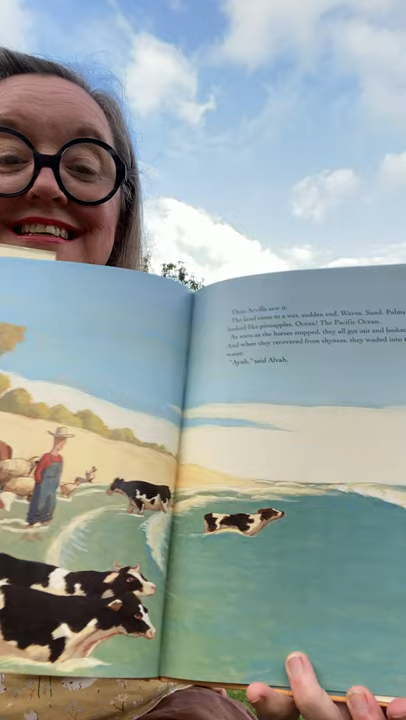 Then Arvilla saw it.
The land came to a wet, sudden end. Waves. Sand. Palms
looked like pineapples. Ocean! The Pacific Ocean.
As soon as the horses stopped, they all got out and looked
And when they recovered from shyness, they waded into
water.
"Ayuh," said Alvah.